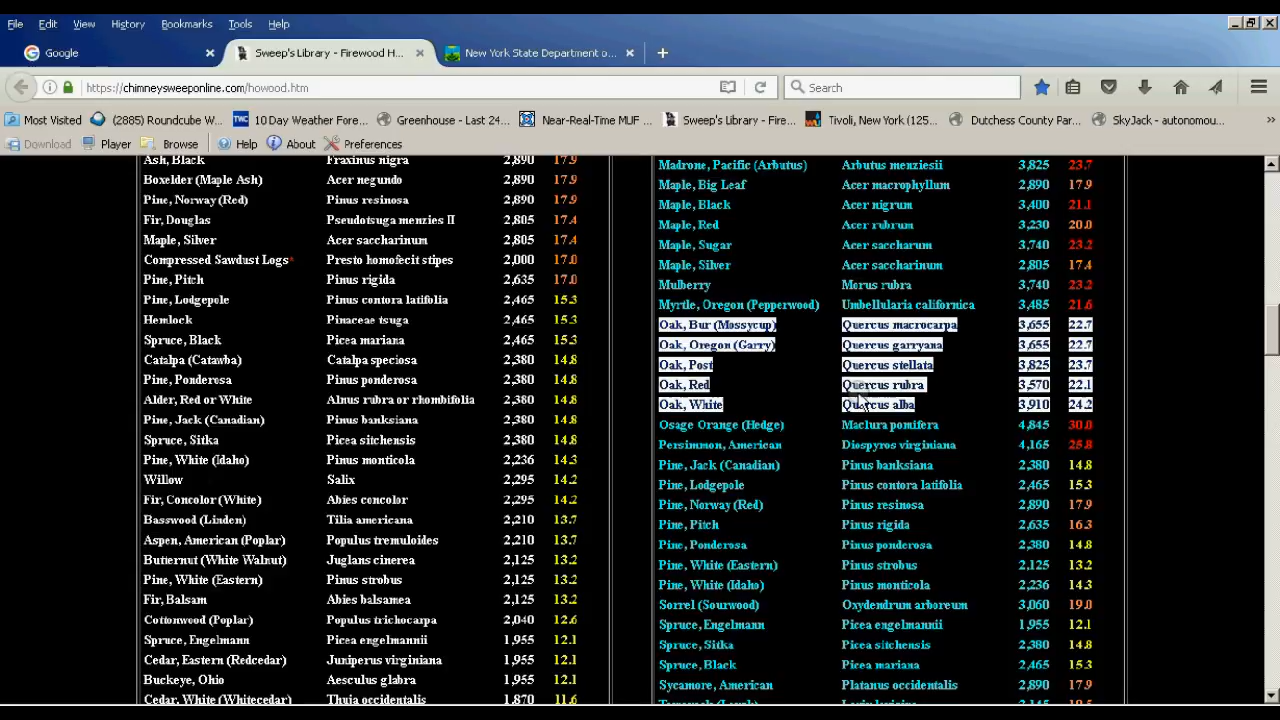 File Edit View History Bookmarks Tools Help
Google Sweep's Library - Firewood H... New York State Department o...
https://chimneysweeponline.com/howood.htm Search
Most Visited (2885) Roundcube W... 10 Day Weather Fore... Greenhouse - Last 24... Near-Real-Time MUF ... Sweep's Library - Fire... Tivoli, New York (125... Dutchess County Par... SkyJack - autonomou...
Download Player Browse Help About Preferences
Ash, Black Fraxinus nigra 2,890 17.9
Boxelder (Maple Ash) Acer negundo 2,890 17.9
Pine, Norway (Red) Pinus resinosa 2,890 17.9
Fir, Douglas Pseudotsuga menzies II 2,805 17.4
Maple, Silver Acer saccharinum 2,805 17.4
Compressed Sawdust Logs* Presto homofecit stipes 2,000 17.0
Pine, Pitch Pinus rigida 2,635 17.0
Pine, Lodgepole Pinus contora latifolia 2,465 15.3
Hemlock Pinaceae tsuga 2,465 15.3
Spruce, Black Picea mariana 2,465 15.3
Catalpa (Catawba) Catalpa speciosa 2,380 14.8
Pine, Ponderosa Pinus ponderosa 2,380 14.8
Alder, Red or White Alnus rubra or rhombifolia 2,380 14.8
Pine, Jack (Canadian) Pinus banksiana 2,380 14.8
Spruce, Sitka Picea sitchensis 2,380 14.8
Pine, White (Idaho) Pinus monticola 2,236 14.3
Willow Salix 2,295 14.2
Fir, Concolor (White) Abies concolor 2,295 14.2
Basswood (Linden) Tilia americana 2,210 13.7
Aspen, American (Poplar) Populus tremuloides 2,210 13.7
Butternut (White Walnut) Juglans cinerea 2,125 13.2
Pine, White (Eastern) Pinus strobus 2,125 13.2
Fir, Balsam Abies balsamea 2,125 13.2
Cottonwood (Poplar) Populus trichocarpa 2,040 12.6
Spruce, Engelmann Picea engelmannii 1,955 12.1
Cedar, Eastern (Redcedar) Juniperus virginiana 1,955 12.1
Buckeye, Ohio Aesculus glabra 1,955 12.1
Cedar, White (Whitecedar) Thuja occidentalis 1,870 11.6
Madrone, Pacific (Arbutus) Arbutus menziesii 3,825 23.7
Maple, Big Leaf Acer macrophyllum 2,890 17.9
Maple, Black Acer nigrum 3,400 21.1
Maple, Red Acer rubrum 3,230 20.0
Maple, Sugar Acer saccharum 3,740 23.2
Maple, Silver Acer saccharinum 2,805 17.4
Mulberry Morus rubra 3,740 23.2
Myrtle, Oregon (Pepperwood) Umbellularia californica 3,485 21.6
Oak, Bur (Mossycup) Quercus macrocarpa 3,655 22.7
Oak, Oregon (Garry) Quercus garryana 3,655 22.7
Oak, Post Quercus stellata 3,825 23.7
Oak, Red Quercus rubra 3,570 22.1
Oak, White Quercus alba 3,910 24.2
Osage Orange (Hedge) Maclura pomifera 4,845 30.0
Persimmon, American Diospyros virginiana 4,165 25.8
Pine, Jack (Canadian) Pinus banksiana 2,380 14.8
Pine, Lodgepole Pinus contora latifolia 2,465 15.3
Pine, Norway (Red) Pinus resinosa 2,890 17.9
Pine, Pitch Pinus rigida 2,635 16.3
Pine, Ponderosa Pinus ponderosa 2,380 14.8
Pine, White (Eastern) Pinus strobus 2,125 13.2
Pine, White (Idaho) Pinus monticola 2,236 14.3
Sorrel (Sourwood) Oxydendrum arboreum 3,060 19.0
Spruce, Engelmann Picea engelmannii 1,955 12.1
Spruce, Sitka Picea sitchensis 2,380 14.8
Spruce, Black Picea mariana 2,465 15.3
Sycamore, American Platanus occidentalis 2,890 17.9